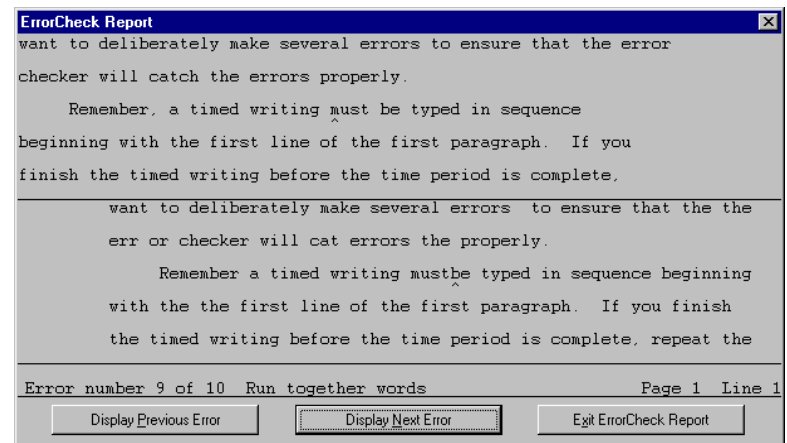 ErrorCheck Report
want to deliberately make several errors to ensure that the error
checker will catch the errors properly.
Remember, a timed writing must be typed in sequence
^
beginning with the first line of the first paragraph.  If you
finish the timed writing before the time period is complete,
want to deliberately make several errors  to ensure that the the
err or checker will cat errors the properly.
Remember a timed writing mustbe typed in sequence beginning
^
with the the first line of the first paragraph.  If you finish
the timed writing before the time period is complete, repeat the
Error number 9 of 10  Run together words Page 1  Line 1
Display Previous Error Display Next Error Exit ErrorCheck Report